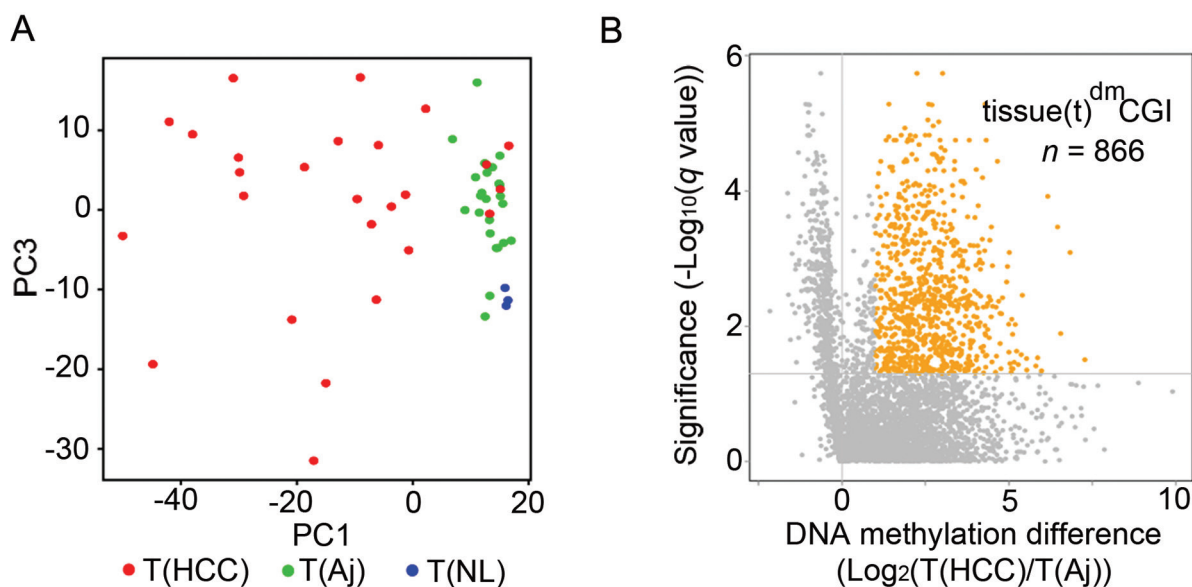 A
10
0
-10
-20
-30
PC3
-40
-20
0
20
PC1
T(HCC)
T(Aj)
T(NL)
B
6
4
2
0
Significance (-Log10(q value))
tissue(t)dmCGI
n = 866
0
5
10
DNA methylation difference
(Log2(T(HCC)/T(Aj))